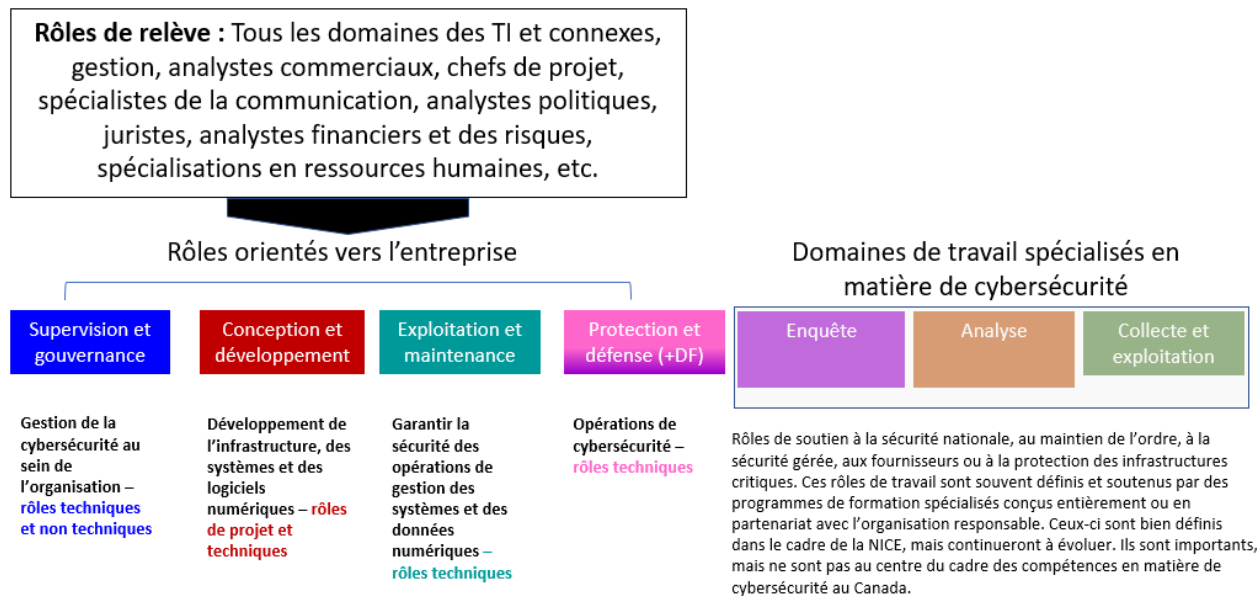 Rôles de relève : Tous les domaines des TI et connexes,
gestion, analystes commerciaux, chefs de projet,
spécialistes de la communication, analystes politiques,
juristes, analystes financiers et des risques,
spécialisations en ressources humaines, etc.
Rôles orientés vers l'entreprise
Domaines de travail spécialisés en
matière de cybersécurité
Supervision et
gouvernance
Conception et
développement
Exploitation et
maintenance
Protection et
défense (+DF)
Enquête
Analyse
Collecte et
exploitation
Gestion de la
cybersécurité au
sein de
l'organisation –
rôles techniques
et non techniques
Développement de
l'infrastructure, des
systèmes et des
logiciels
numériques – rôles
de projet et
techniques
Garantir la
sécurité des
opérations de
gestion des
systèmes et des
données
numériques –
rôles techniques
Opérations de
cybersécurité –
rôles techniques
Rôles de soutien à la sécurité nationale, au maintien de l'ordre, à la
sécurité gérée, aux fournisseurs ou à la protection des infrastructures
critiques. Ces rôles de travail sont souvent définis et soutenus par des
programmes de formation spécialisés conçus entièrement ou en
partenariat avec l'organisation responsable. Ceux-ci sont bien définis
dans le cadre de la NICE, mais continueront à évoluer. Ils sont importants,
mais ne sont pas au centre du cadre des compétences en matière de
cybersécurité au Canada.